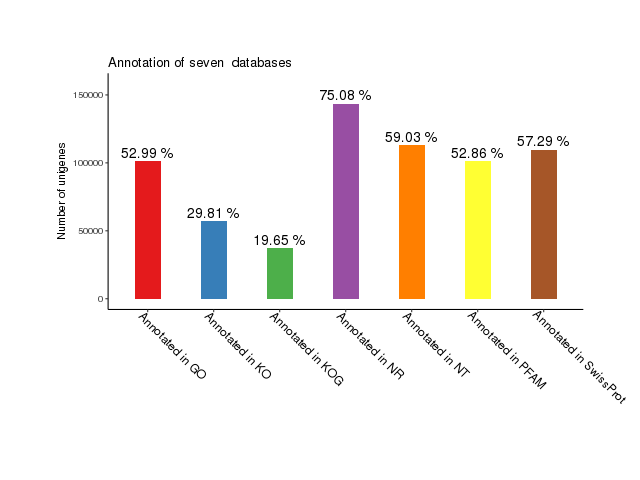 Annotation of seven  databases
Number of unigenes
150000
100000
50000
0
52.99 %
29.81 %
19.65 %
75.08 %
59.03 %
52.86 %
57.29 %
Annotated in GO
Annotated in KO
Annotated in KOG
Annotated in NR
Annotated in NT
Annotated in PFAM
Annotated in SwissProt